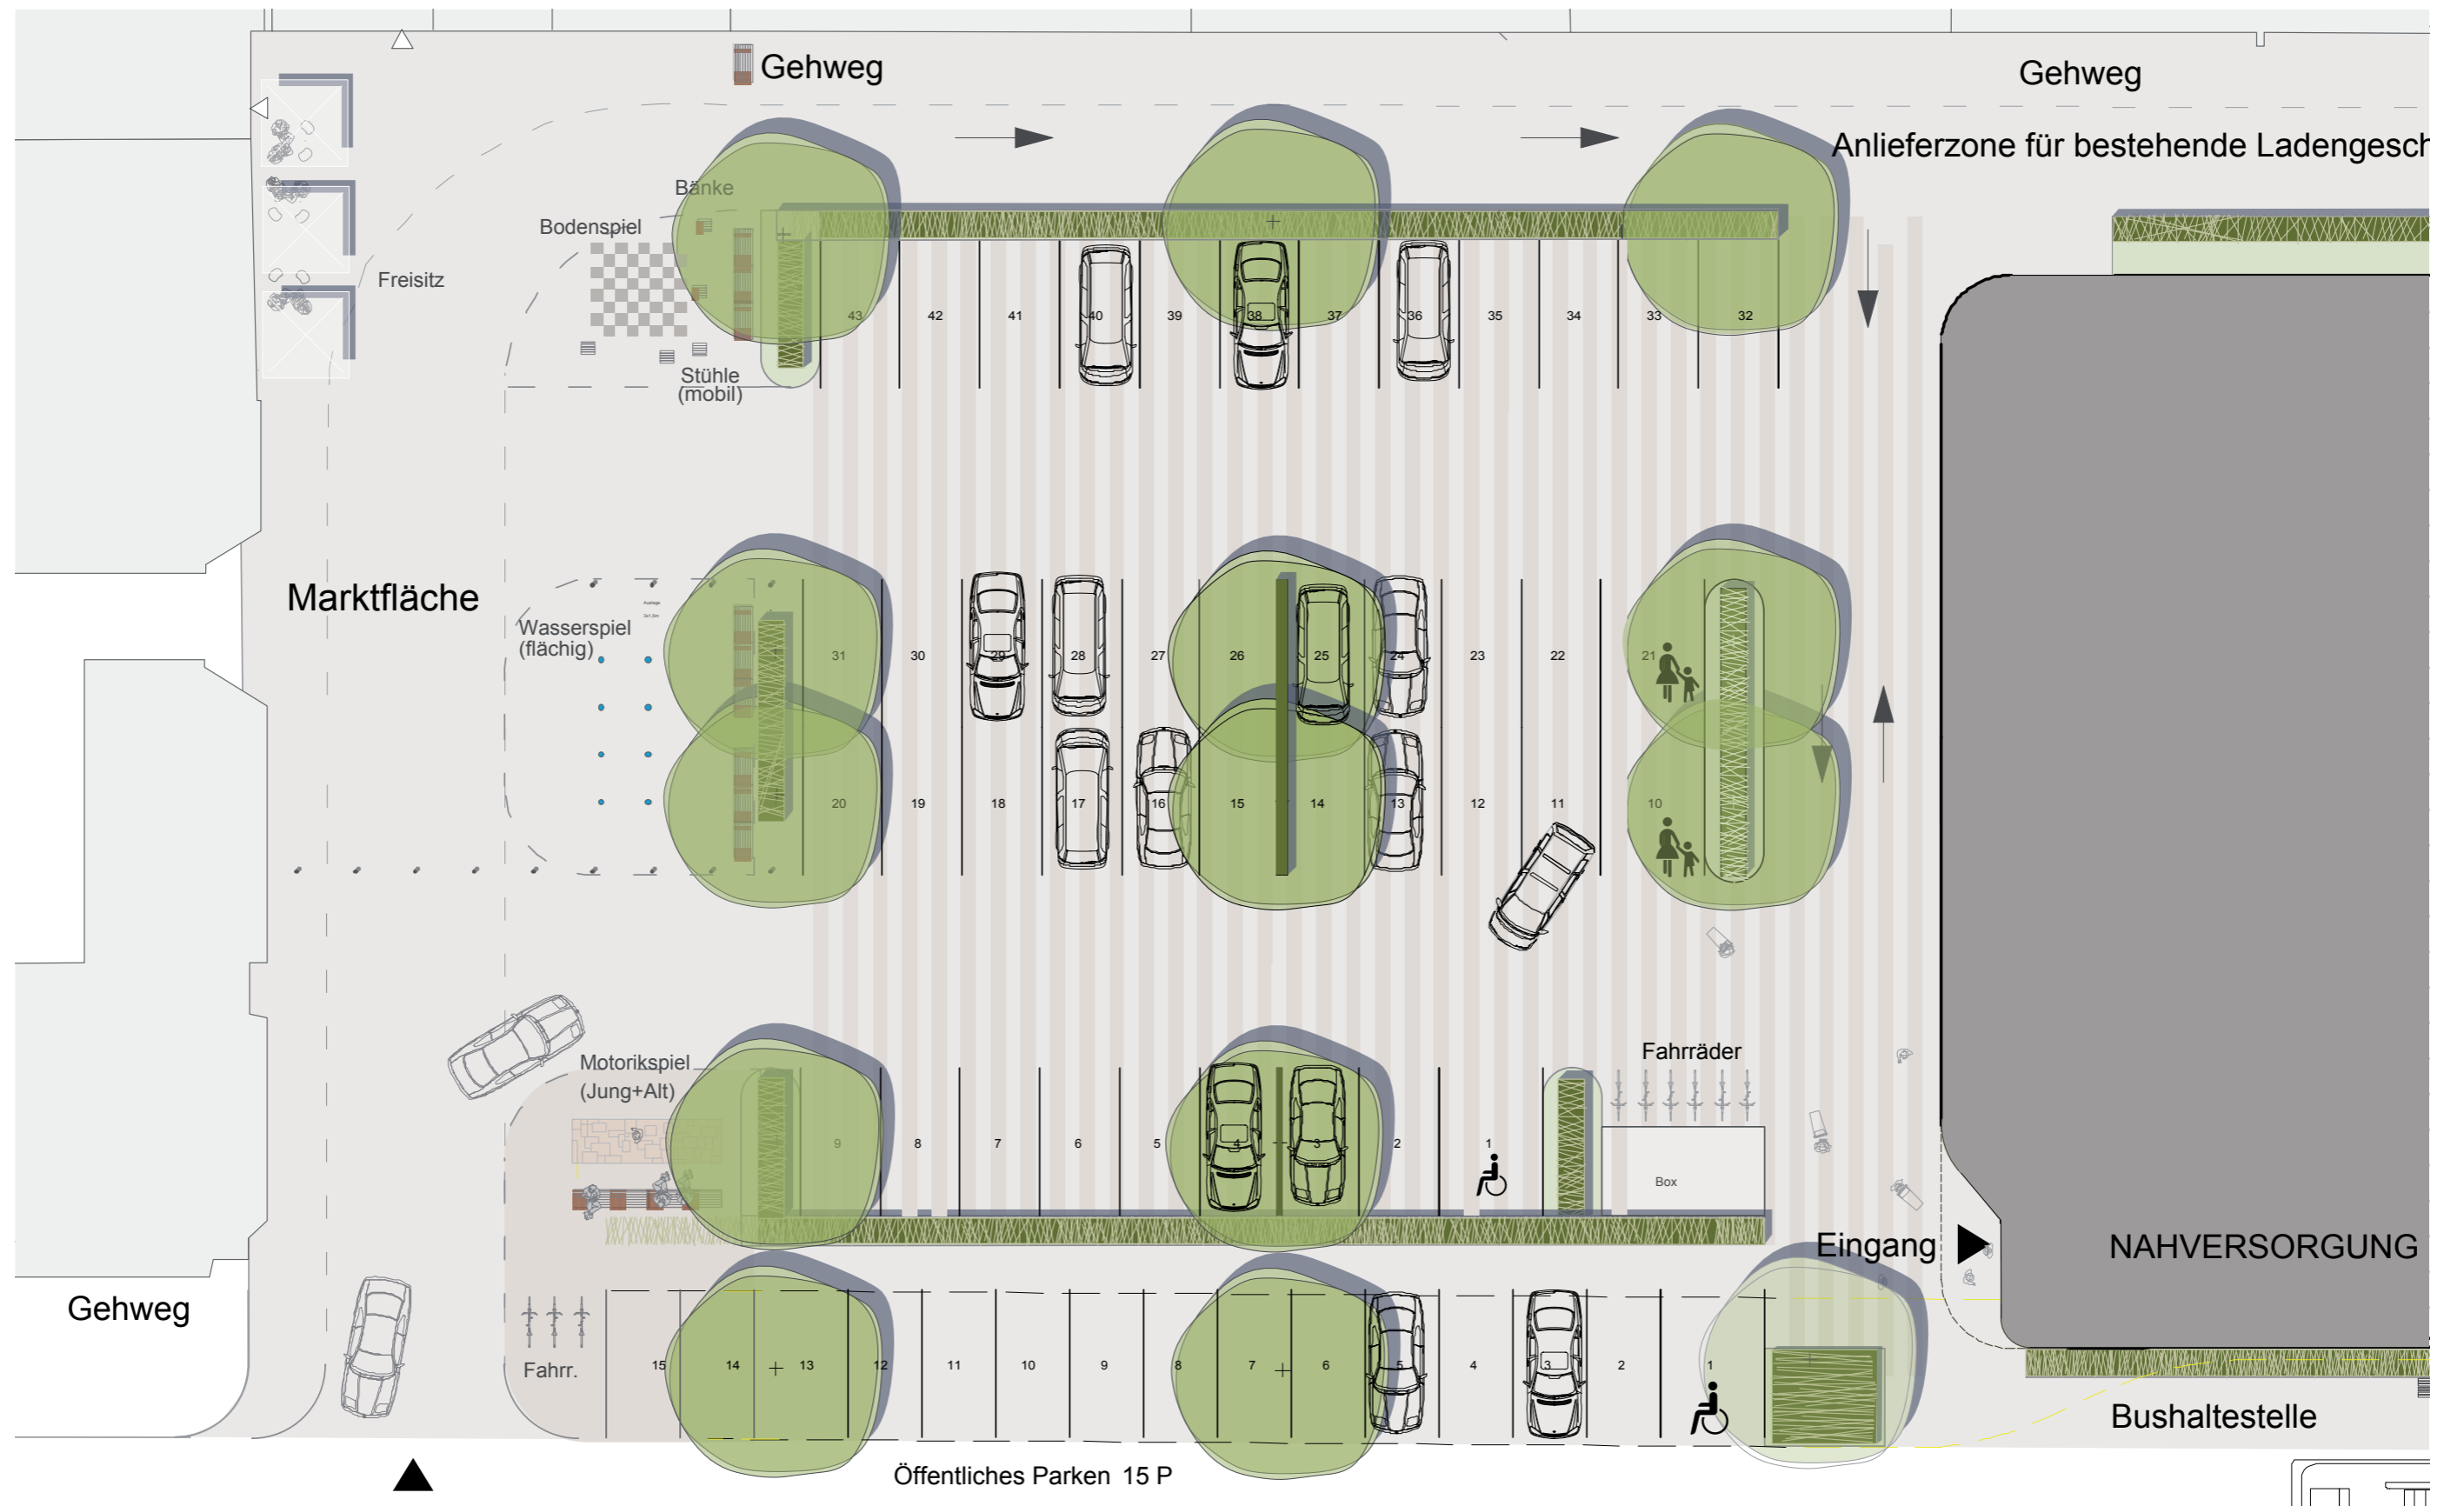 Gehweg
Gehweg
Anlieferzone für bestehende Ladengesch
Bänke
Bodenspiel
Freisitz
43 42 41 40 39 38 37 36 35 34 33 32
Stühle
(mobil)
Marktfläche
Wasserspiel
(flächig)
31 30 29 28 27 26 25 24 23 22 21
20 19 18 17 16 15 14 13 12 11 10
Fahrräder
Motorikspiel
(Jung+Alt)
9 8 7 6 5 4 3 2 1
Box
Eingang
NAHVERSORGUNG
Gehweg
Fahrr.
15 14 13 12 11 10 9 8 7 6 5 4 3 2 1
Bushaltestelle
Öffentliches Parken 15 P